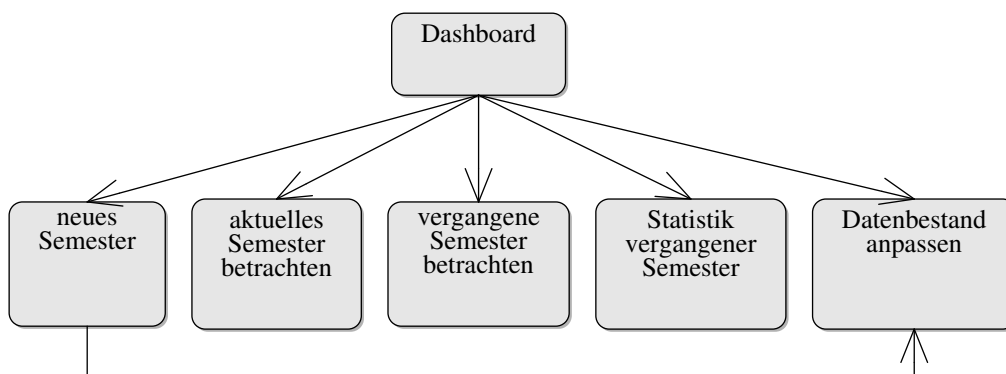 Dashboard
neues
Semester
aktuelles
Semester
betrachten
vergangene
Semester
betrachten
Statistik
vergangener
Semester
Datenbestand
anpassen